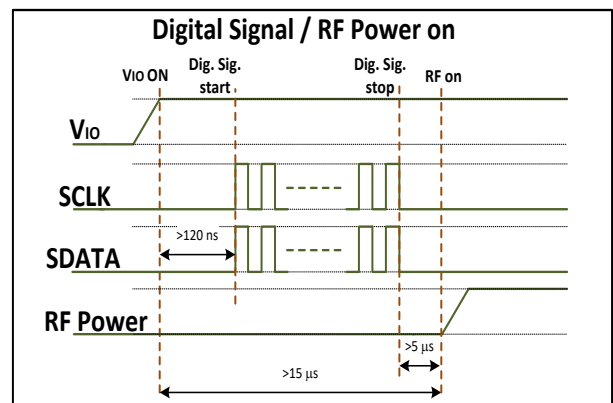 Digital Signal / RF Power on
VIO ON
Dig. Sig.
start
Dig. Sig.
stop
RF on
VIO
SCLK
>120 ns
SDATA
RF Power
>5 µs
>15 µs